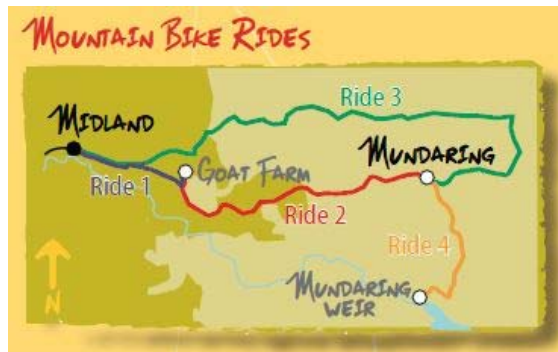 MOUNTAIN BIKE RIDES
Ride 3
MIDLAND
MUNDARING
GOAT FARM
Ride 1
Ride 2
Ride 4
N
MUNDARING
WEIR